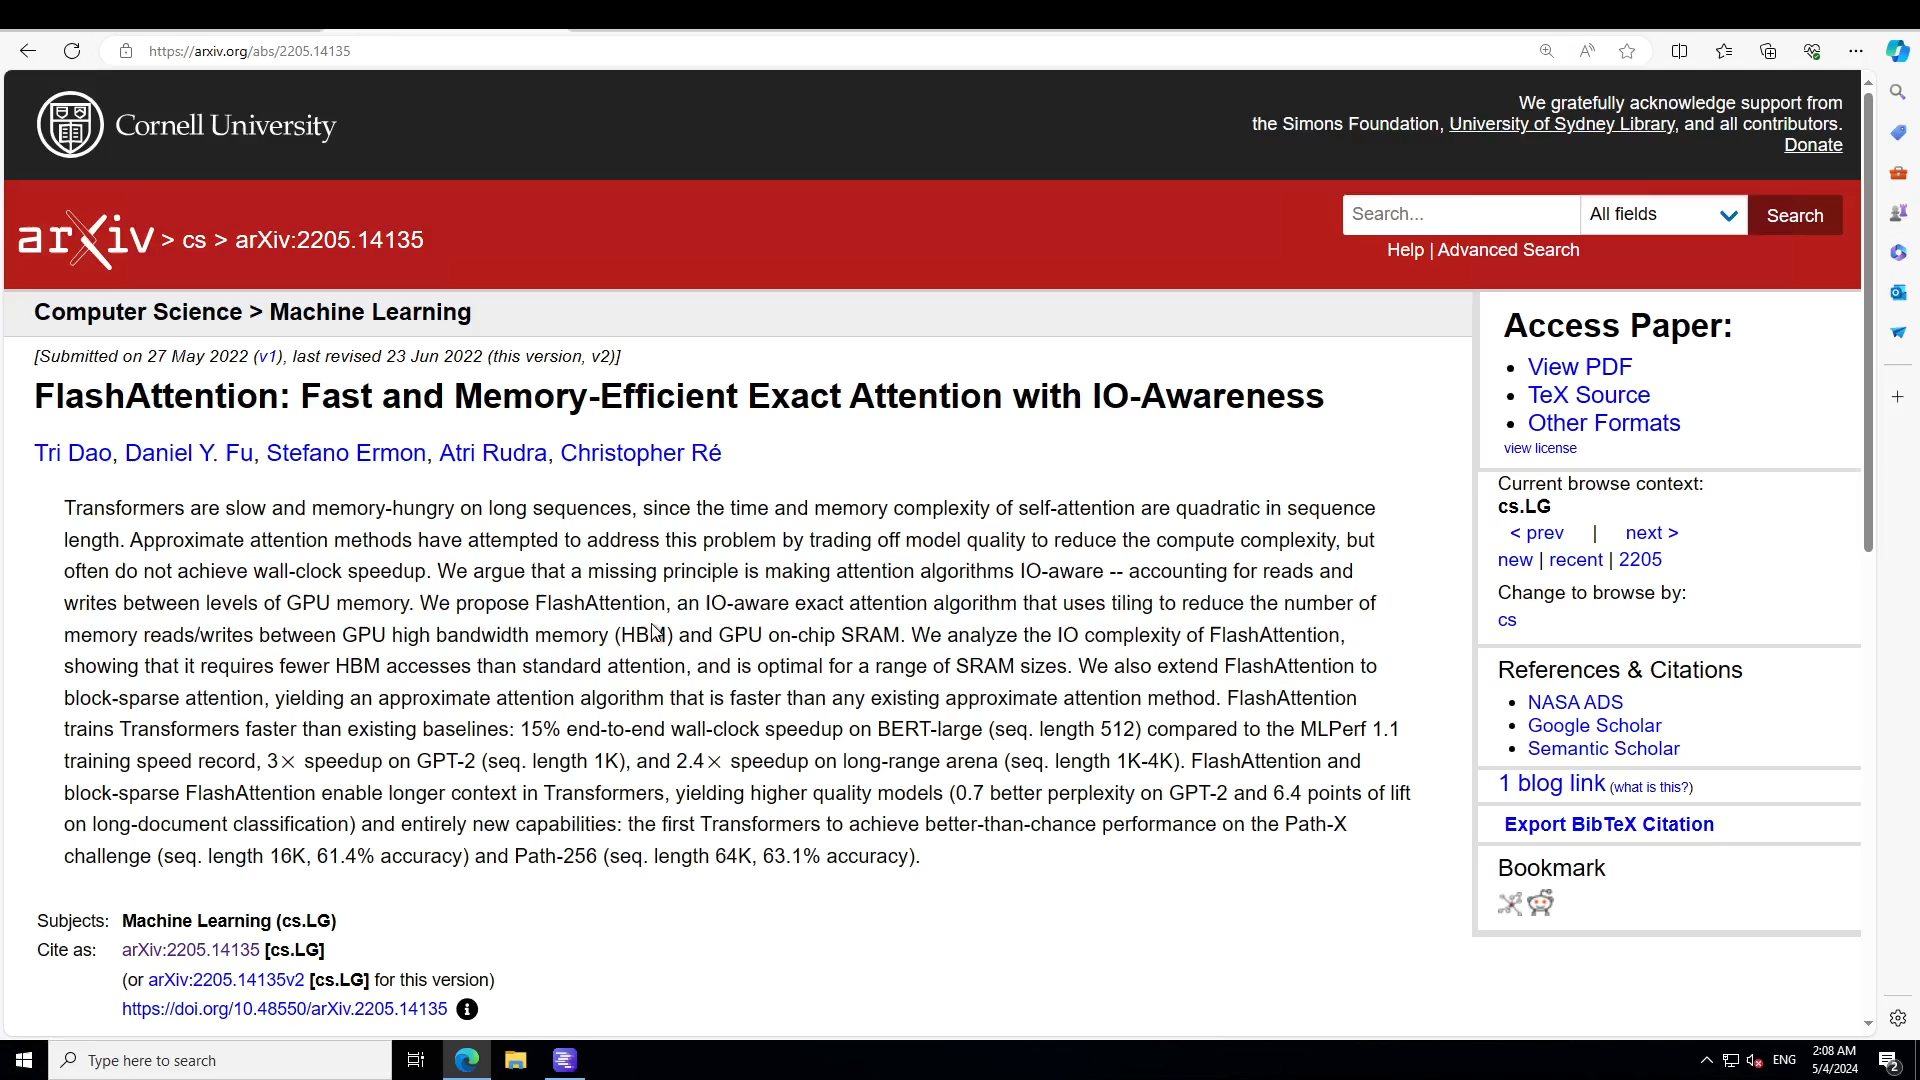 https://arxiv.org/abs/2205.14135
Cornell University
We gratefully acknowledge support from
the Simons Foundation, University of Sydney Library, and all contributors.
Donate
arXiv > cs > arXiv:2205.14135
Search...
All fields
Search
Help | Advanced Search
Computer Science > Machine Learning
[Submitted on 27 May 2022 (v1), last revised 23 Jun 2022 (this version, v2)]
FlashAttention: Fast and Memory-Efficient Exact Attention with IO-Awareness
Tri Dao, Daniel Y. Fu, Stefano Ermon, Atri Rudra, Christopher Ré
Transformers are slow and memory-hungry on long sequences, since the time and memory complexity of self-attention are quadratic in sequence
length. Approximate attention methods have attempted to address this problem by trading off model quality to reduce the compute complexity, but
often do not achieve wall-clock speedup. We argue that a missing principle is making attention algorithms IO-aware -- accounting for reads and
writes between levels of GPU memory. We propose FlashAttention, an IO-aware exact attention algorithm that uses tiling to reduce the number of
memory reads/writes between GPU high bandwidth memory (HBM) and GPU on-chip SRAM. We analyze the IO complexity of FlashAttention,
showing that it requires fewer HBM accesses than standard attention, and is optimal for a range of SRAM sizes. We also extend FlashAttention to
block-sparse attention, yielding an approximate attention algorithm that is faster than any existing approximate attention method. FlashAttention
trains Transformers faster than existing baselines: 15% end-to-end wall-clock speedup on BERT-large (seq. length 512) compared to the MLPerf 1.1
training speed record, 3× speedup on GPT-2 (seq. length 1K), and 2.4× speedup on long-range arena (seq. length 1K-4K). FlashAttention and
block-sparse FlashAttention enable longer context in Transformers, yielding higher quality models (0.7 better perplexity on GPT-2 and 6.4 points of lift
on long-document classification) and entirely new capabilities: the first Transformers to achieve better-than-chance performance on the Path-X
challenge (seq. length 16K, 61.4% accuracy) and Path-256 (seq. length 64K, 63.1% accuracy).
Subjects: Machine Learning (cs.LG)
Cite as: arXiv:2205.14135 [cs.LG]
(or arXiv:2205.14135v2 [cs.LG] for this version)
https://doi.org/10.48550/arXiv.2205.14135
Access Paper:
View PDF
TeX Source
Other Formats
view license
Current browse context:
cs.LG
< prev | next >
new | recent | 2205
Change to browse by:
cs
References & Citations
NASA ADS
Google Scholar
Semantic Scholar
1 blog link (what is this?)
Export BibTeX Citation
Bookmark
Type here to search
ENG
2:08 AM
5/4/2024
2